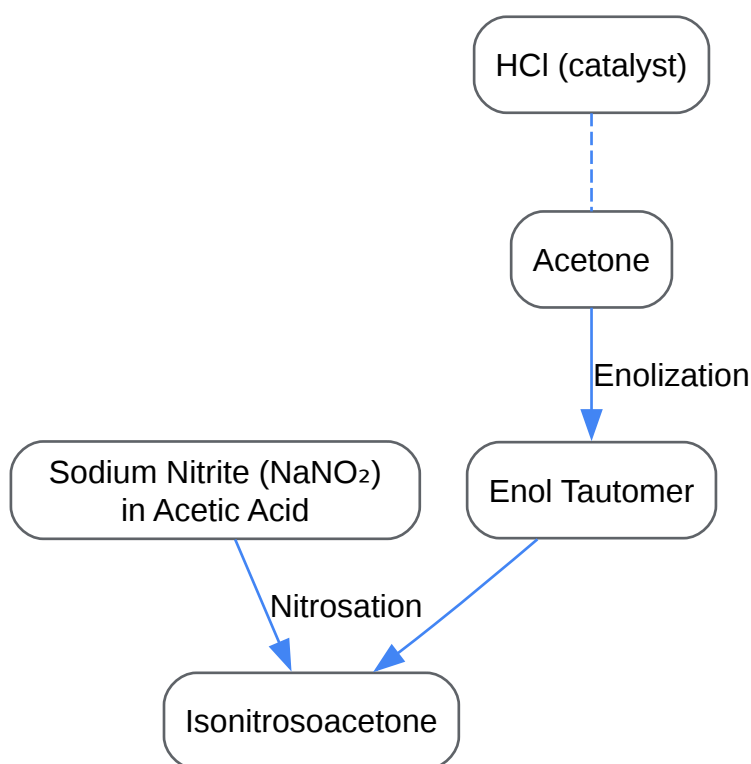 HCl (catalyst)
Acetone
Enolization
Sodium Nitrite (NaNO₂)
in Acetic Acid
Enol Tautomer
Nitrosation
Isonitrosoacetone